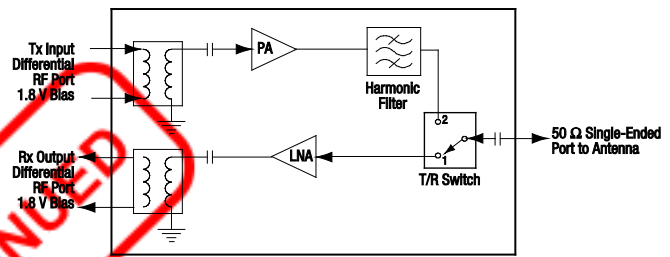 Tx Input
Differential
RF Port
1.8 V Bias
PA
Harmonic
Filter
2
50 Ω Single-Ended
Port to Antenna
1
T/R Switch
LNA
Rx Output
Differential
RF Port
1.8 V Bias
NUED